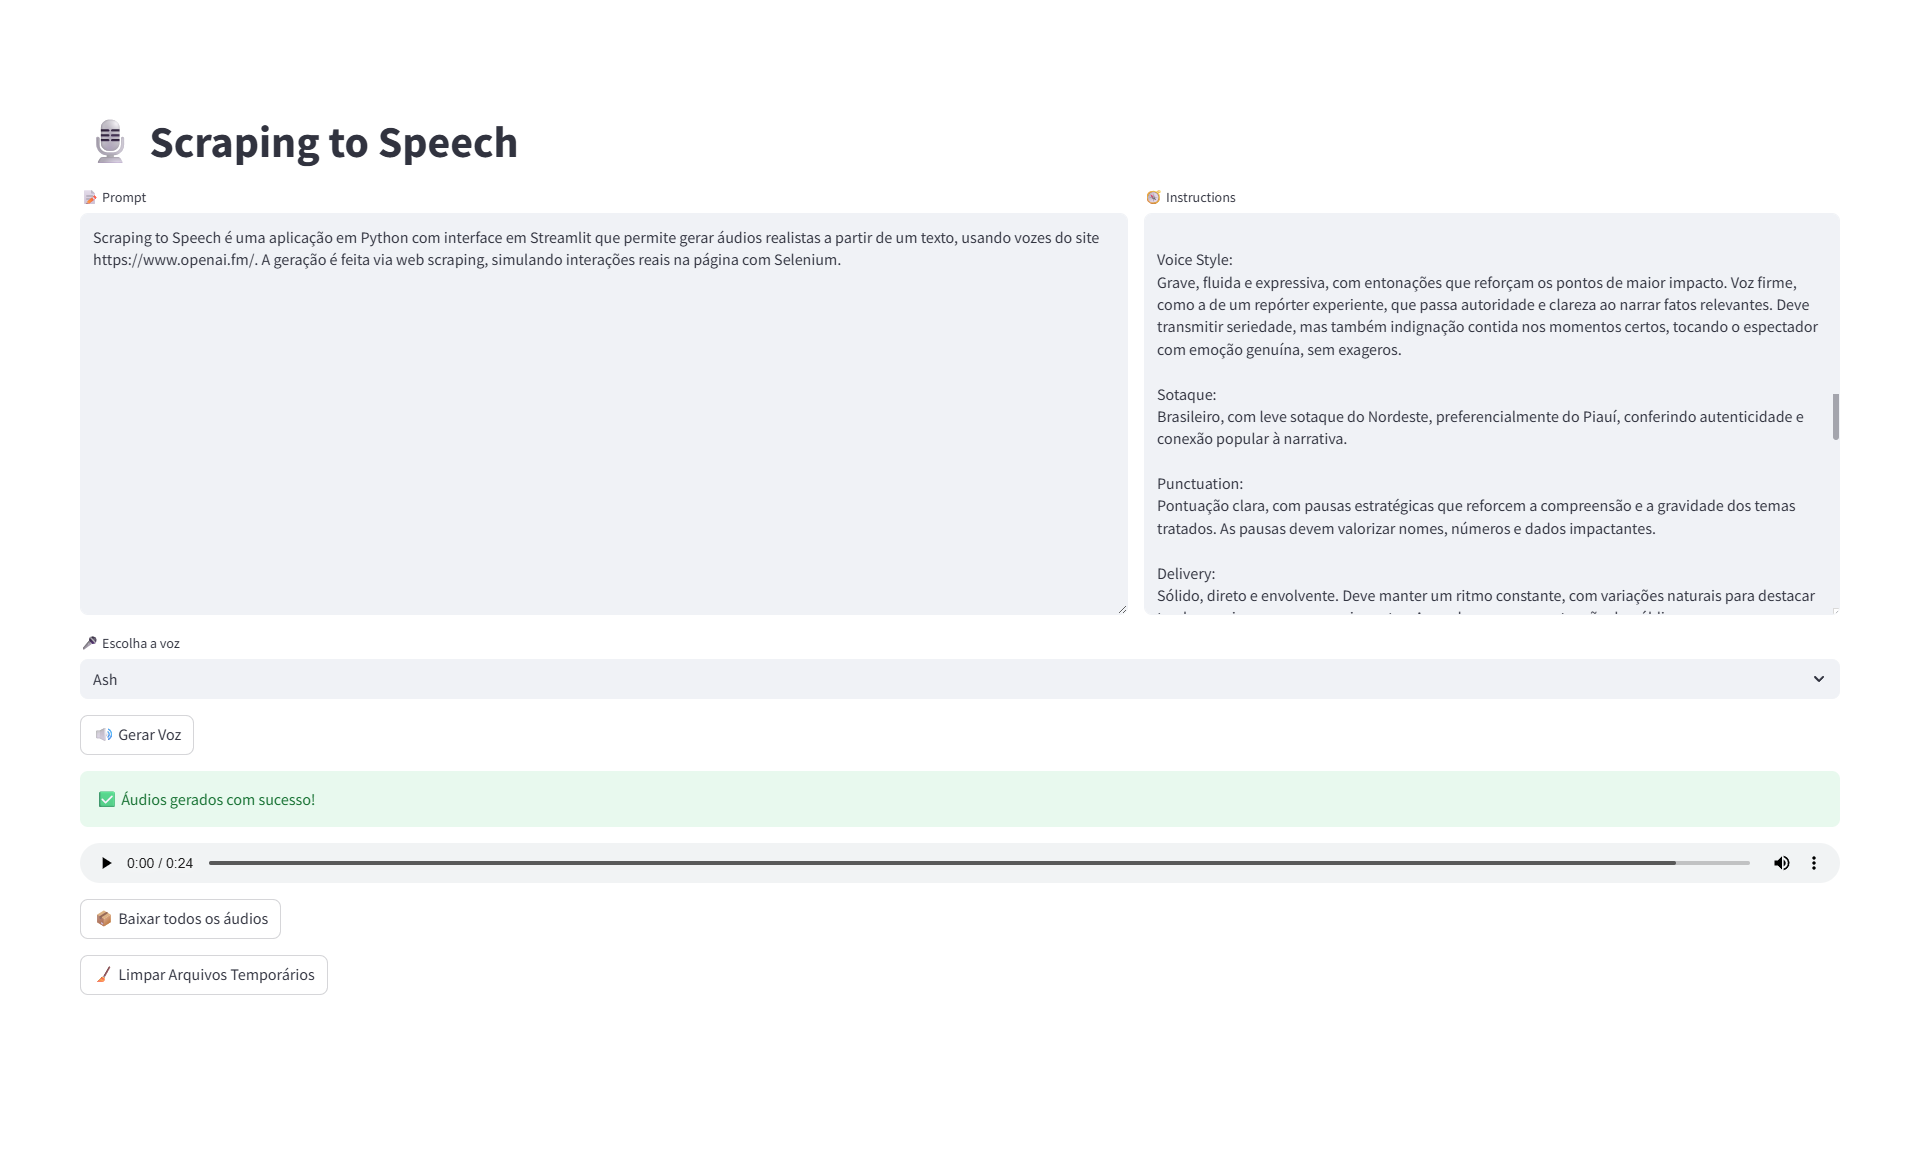 Scraping to Speech
Prompt
Scraping to Speech é uma aplicação em Python com interface em Streamlit que permite gerar áudios realistas a partir de um texto, usando vozes do site
https://www.openai.fm/. A geração é feita via web scraping, simulando interações reais na página com Selenium.
Instructions
Voice Style:
Grave, fluida e expressiva, com entonações que reforçam os pontos de maior impacto. Voz firme,
como a de um repórter experiente, que passa autoridade e clareza ao narrar fatos relevantes. Deve
transmitir seriedade, mas também indignação contida nos momentos certos, tocando o espectador
com emoção genuína, sem exageros.
Sotaque:
Brasileiro, com leve sotaque do Nordeste, preferencialmente do Piauí, conferindo autenticidade e
conexão popular à narrativa.
Punctuation:
Pontuação clara, com pausas estratégicas que reforcem a compreensão e a gravidade dos temas
tratados. As pausas devem valorizar nomes, números e dados impactantes.
Delivery:
Sólido, direto e envolvente. Deve manter um ritmo constante, com variações naturais para destacar
Escolha a voz
Ash
Gerar Voz
Áudios gerados com sucesso!
0:00 / 0:24
Baixar todos os áudios
Limpar Arquivos Temporários